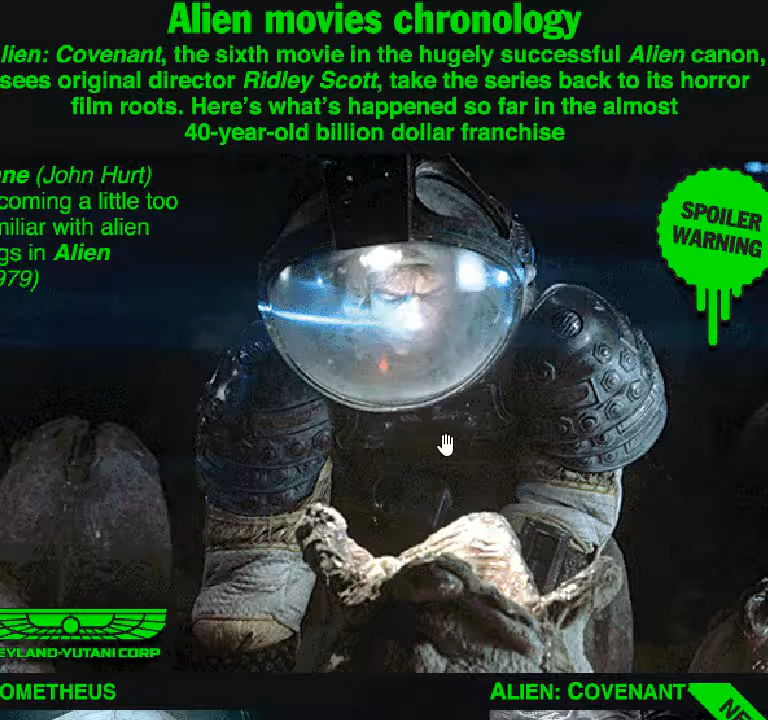 Alien movies chronology
lien: Covenant, the sixth movie in the hugely successful Alien canon,
sees original director Ridley Scott, take the series back to its horror
film roots. Here's what's happened so far in the almost
40-year-old billion dollar franchise
ne (John Hurt)
coming a little too
miliar with alien
gs in Alien
979)
SPOILER
WARNING
EYLAND-YUTANI CORP
OMETHEUS
ALIEN: COVENANT
NE